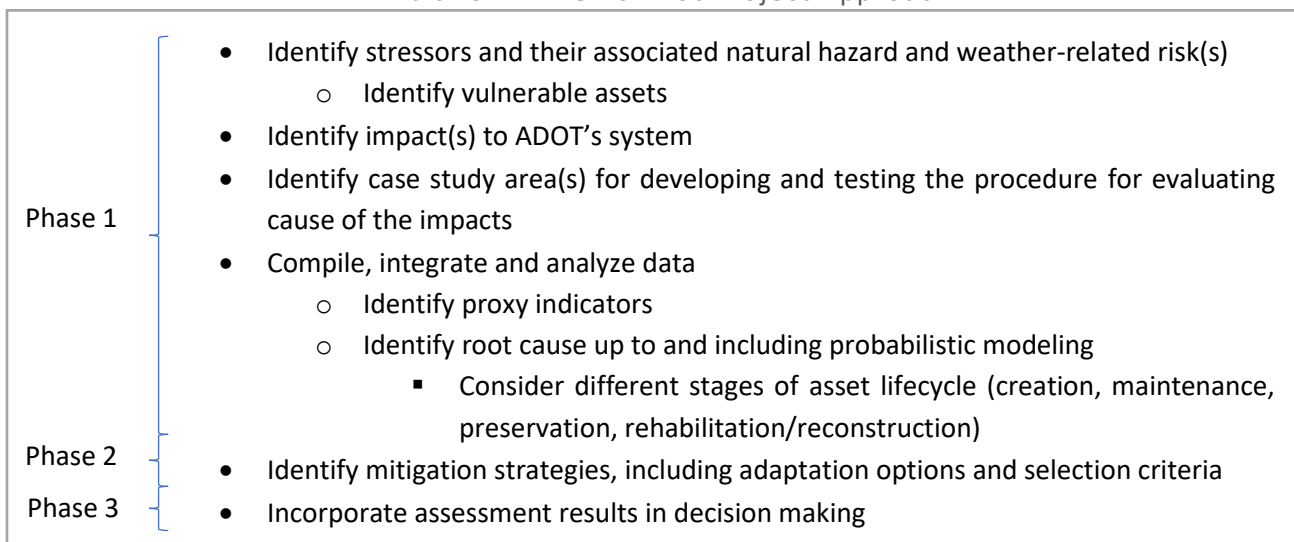 • Identify stressors and their associated natural hazard and weather-related risk(s)
o Identify vulnerable assets
• Identify impact(s) to ADOT's system
• Identify case study area(s) for developing and testing the procedure for evaluating
cause of the impacts
Phase 1
• Compile, integrate and analyze data
o Identify proxy indicators
o Identify root cause up to and including probabilistic modeling
▪ Consider different stages of asset lifecycle (creation, maintenance,
preservation, rehabilitation/reconstruction)
Phase 2
• Identify mitigation strategies, including adaptation options and selection criteria
Phase 3
• Incorporate assessment results in decision making